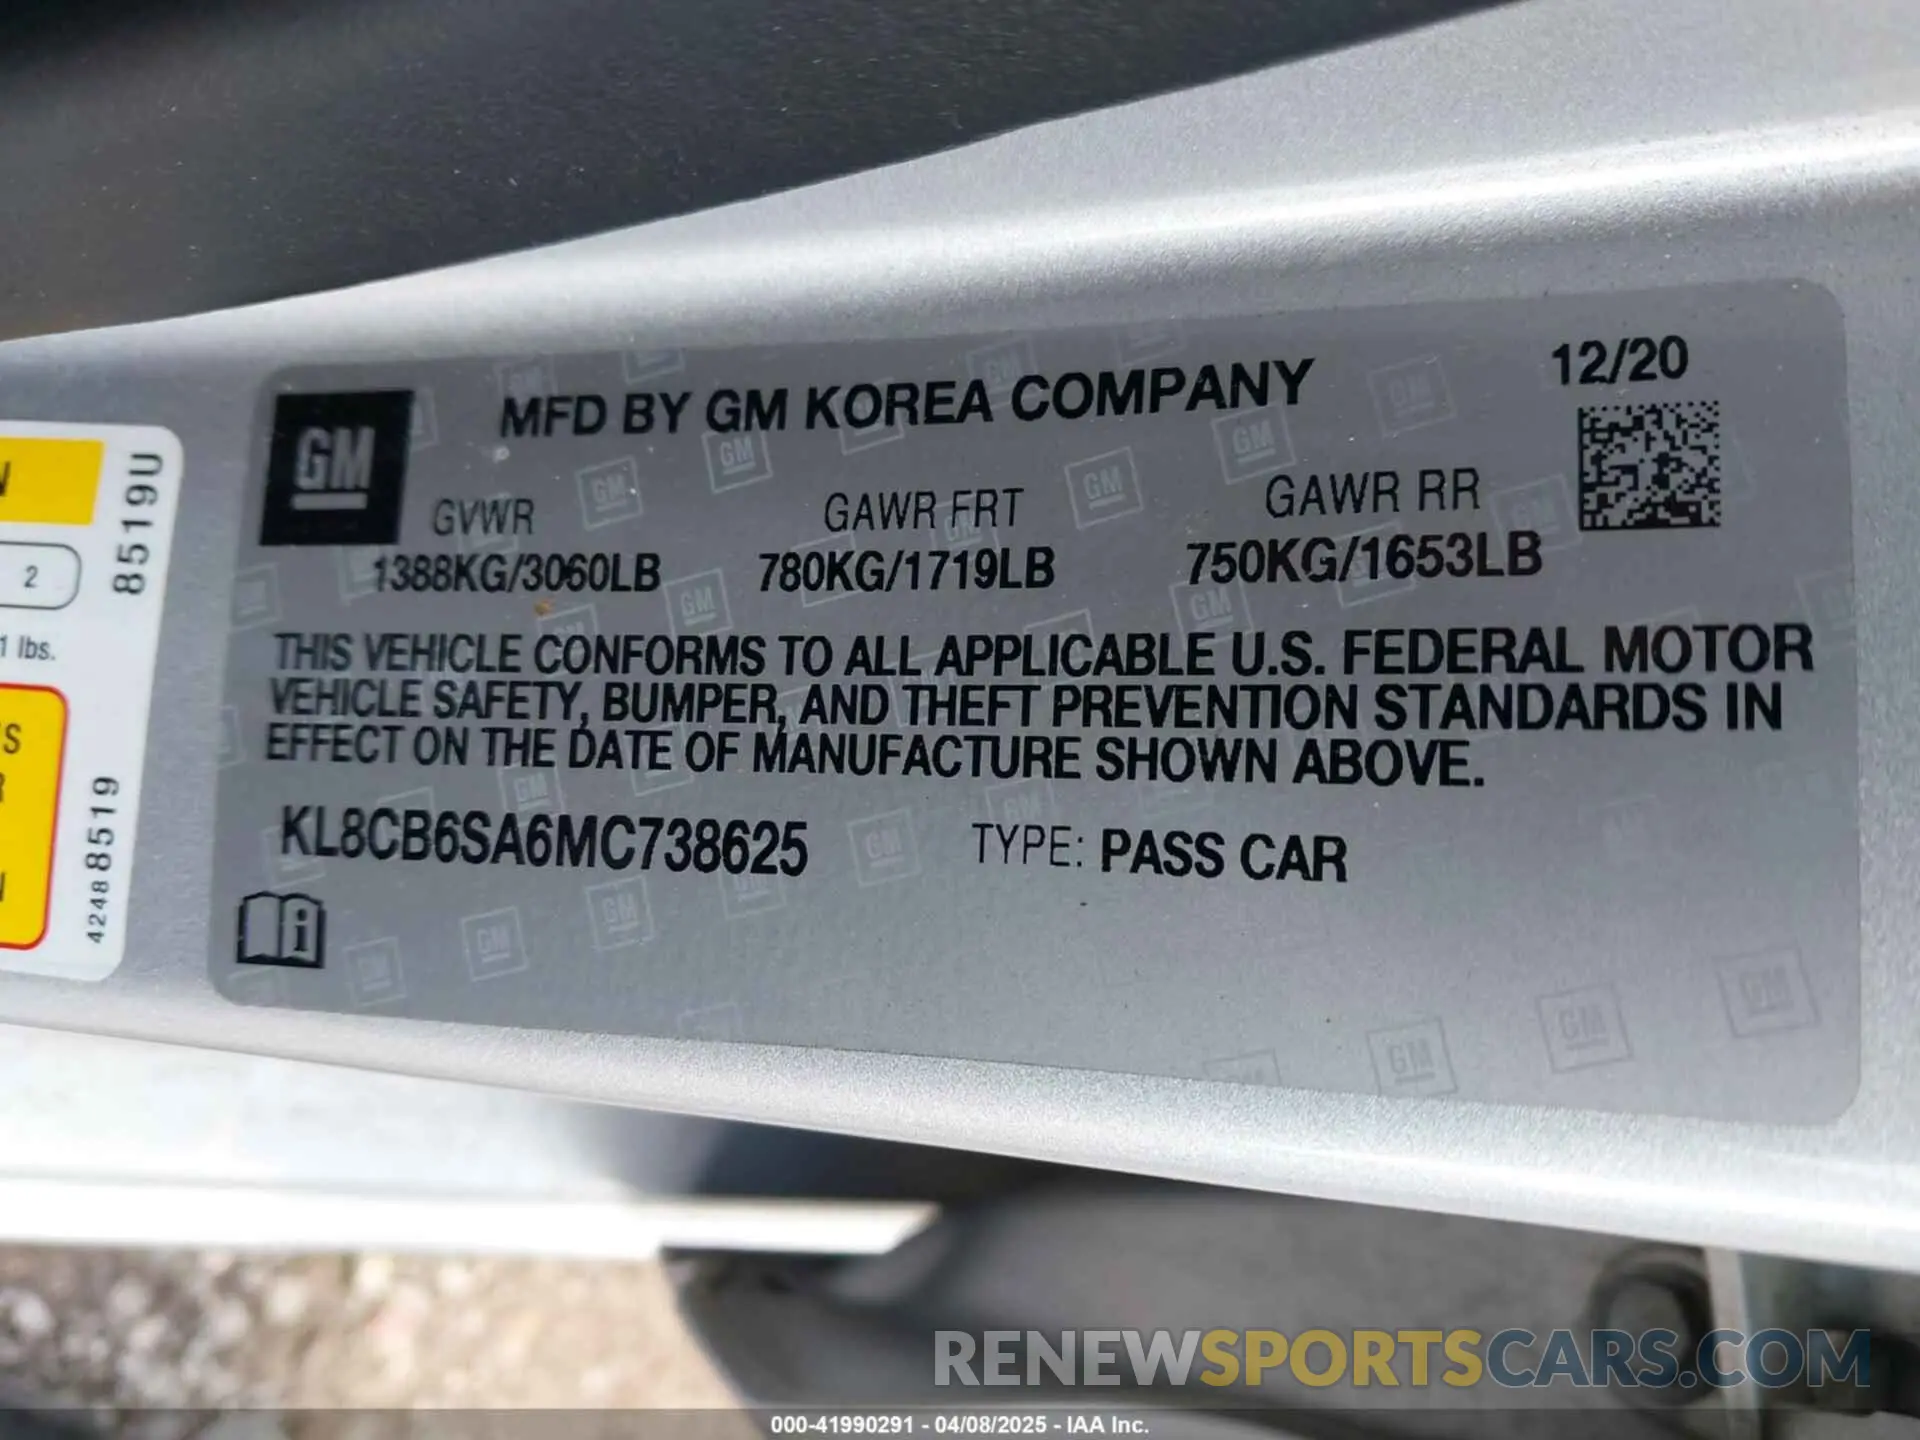 MFD BY GM KOREA COMPANY
12/20
GM
GVWR GAWR FRT GAWR RR
1388KG/3060LB 780KG/1719LB 750KG/1653LB
THIS VEHICLE CONFORMS TO ALL APPLICABLE U.S. FEDERAL MOTOR
VEHICLE SAFETY, BUMPER, AND THEFT PREVENTION STANDARDS IN
EFFECT ON THE DATE OF MANUFACTURE SHOWN ABOVE.
KL8CB6SA6MC738625 TYPE: PASS CAR
8519U
2
1 lbs.
42488519
RENEWSPORTSCARS.COM
000-41990291 - 04/08/2025 - IAA Inc.